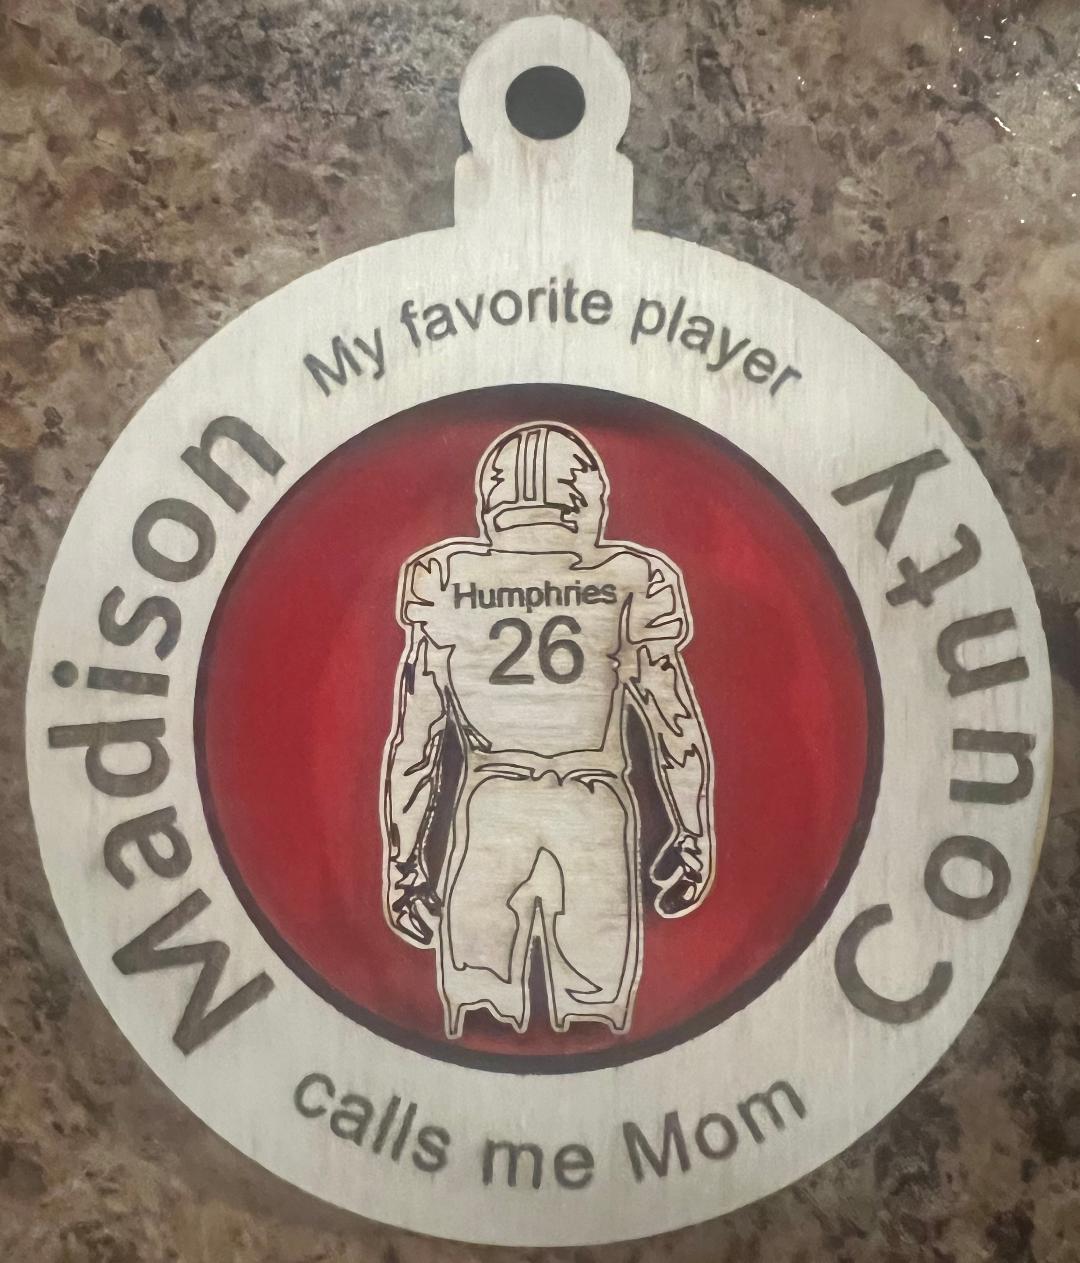 My favorite player
Madison
County
Humphries
26
calls me Mom